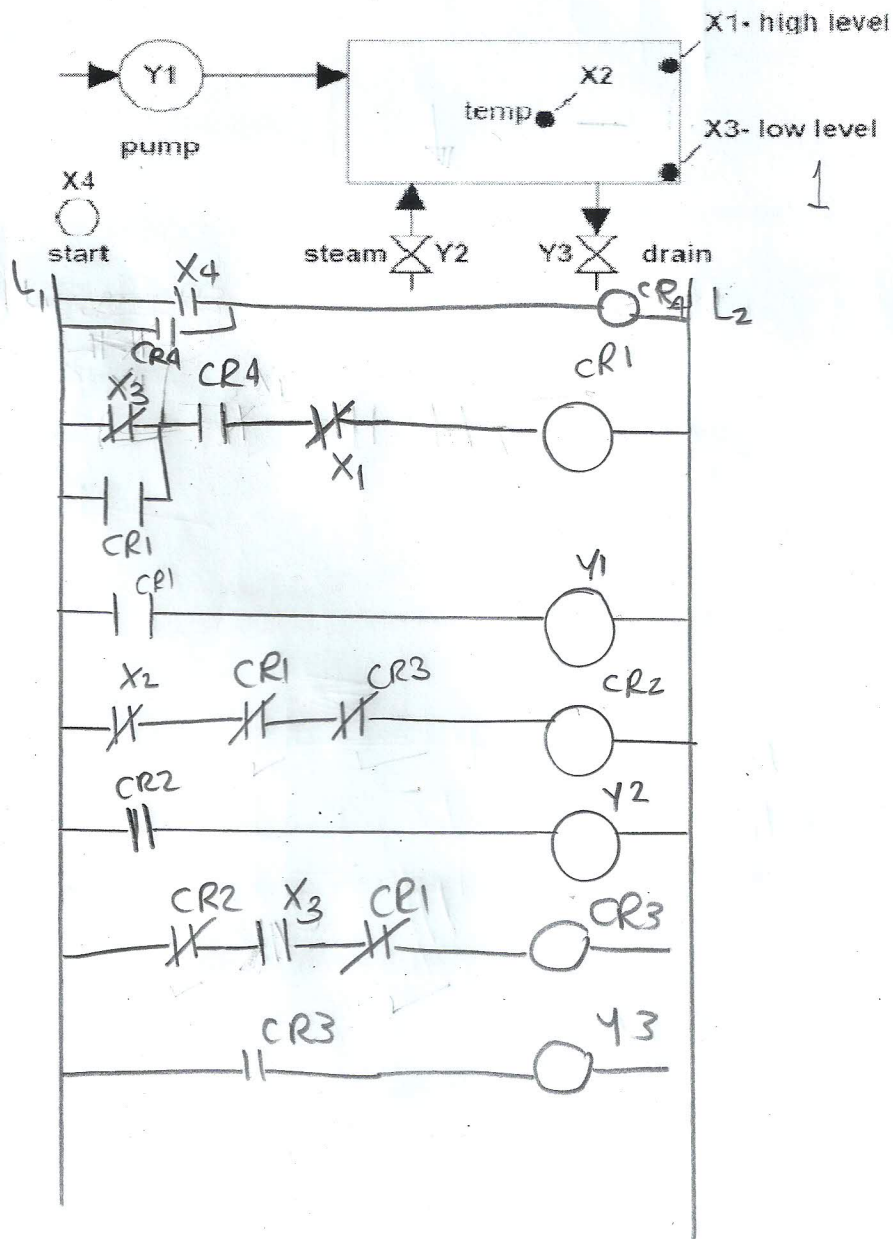 X1- high level
Y1
X2
temp
X3- low level
pump
1
X4
start
steam Y2
Y3 drain
L1
X4
CR4
L2
CR4
X3
CR4
CR1
X1
CR1
CR1
Y1
X2
CR1
CR3
CR2
CR2
Y2
CR2
X3
CR1
CR3
CR3
Y3